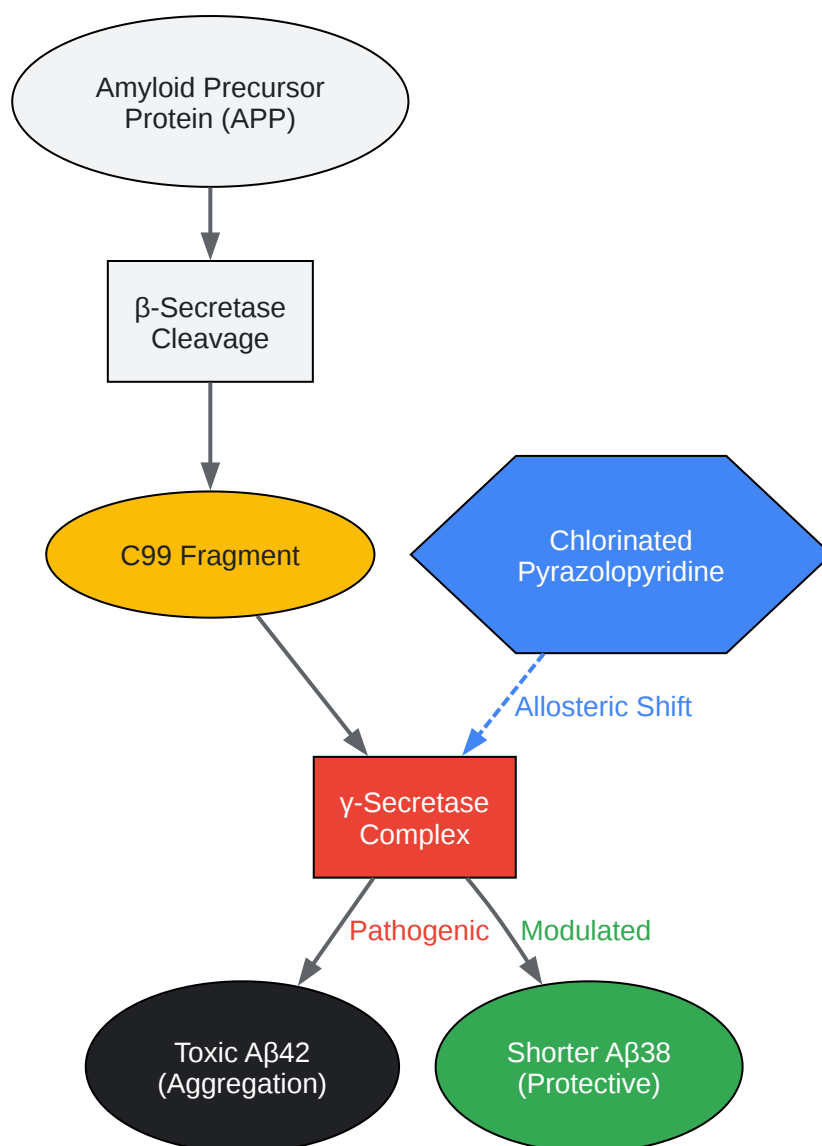 Amyloid Precursor
Protein (APP)
β-Secretase
Cleavage
C99 Fragment
Chlorinated
Pyrazolopyridine
Allosteric Shift
γ-Secretase
Complex
Pathogenic
Modulated
Toxic Aβ42
(Aggregation)
Shorter Aβ38
(Protective)